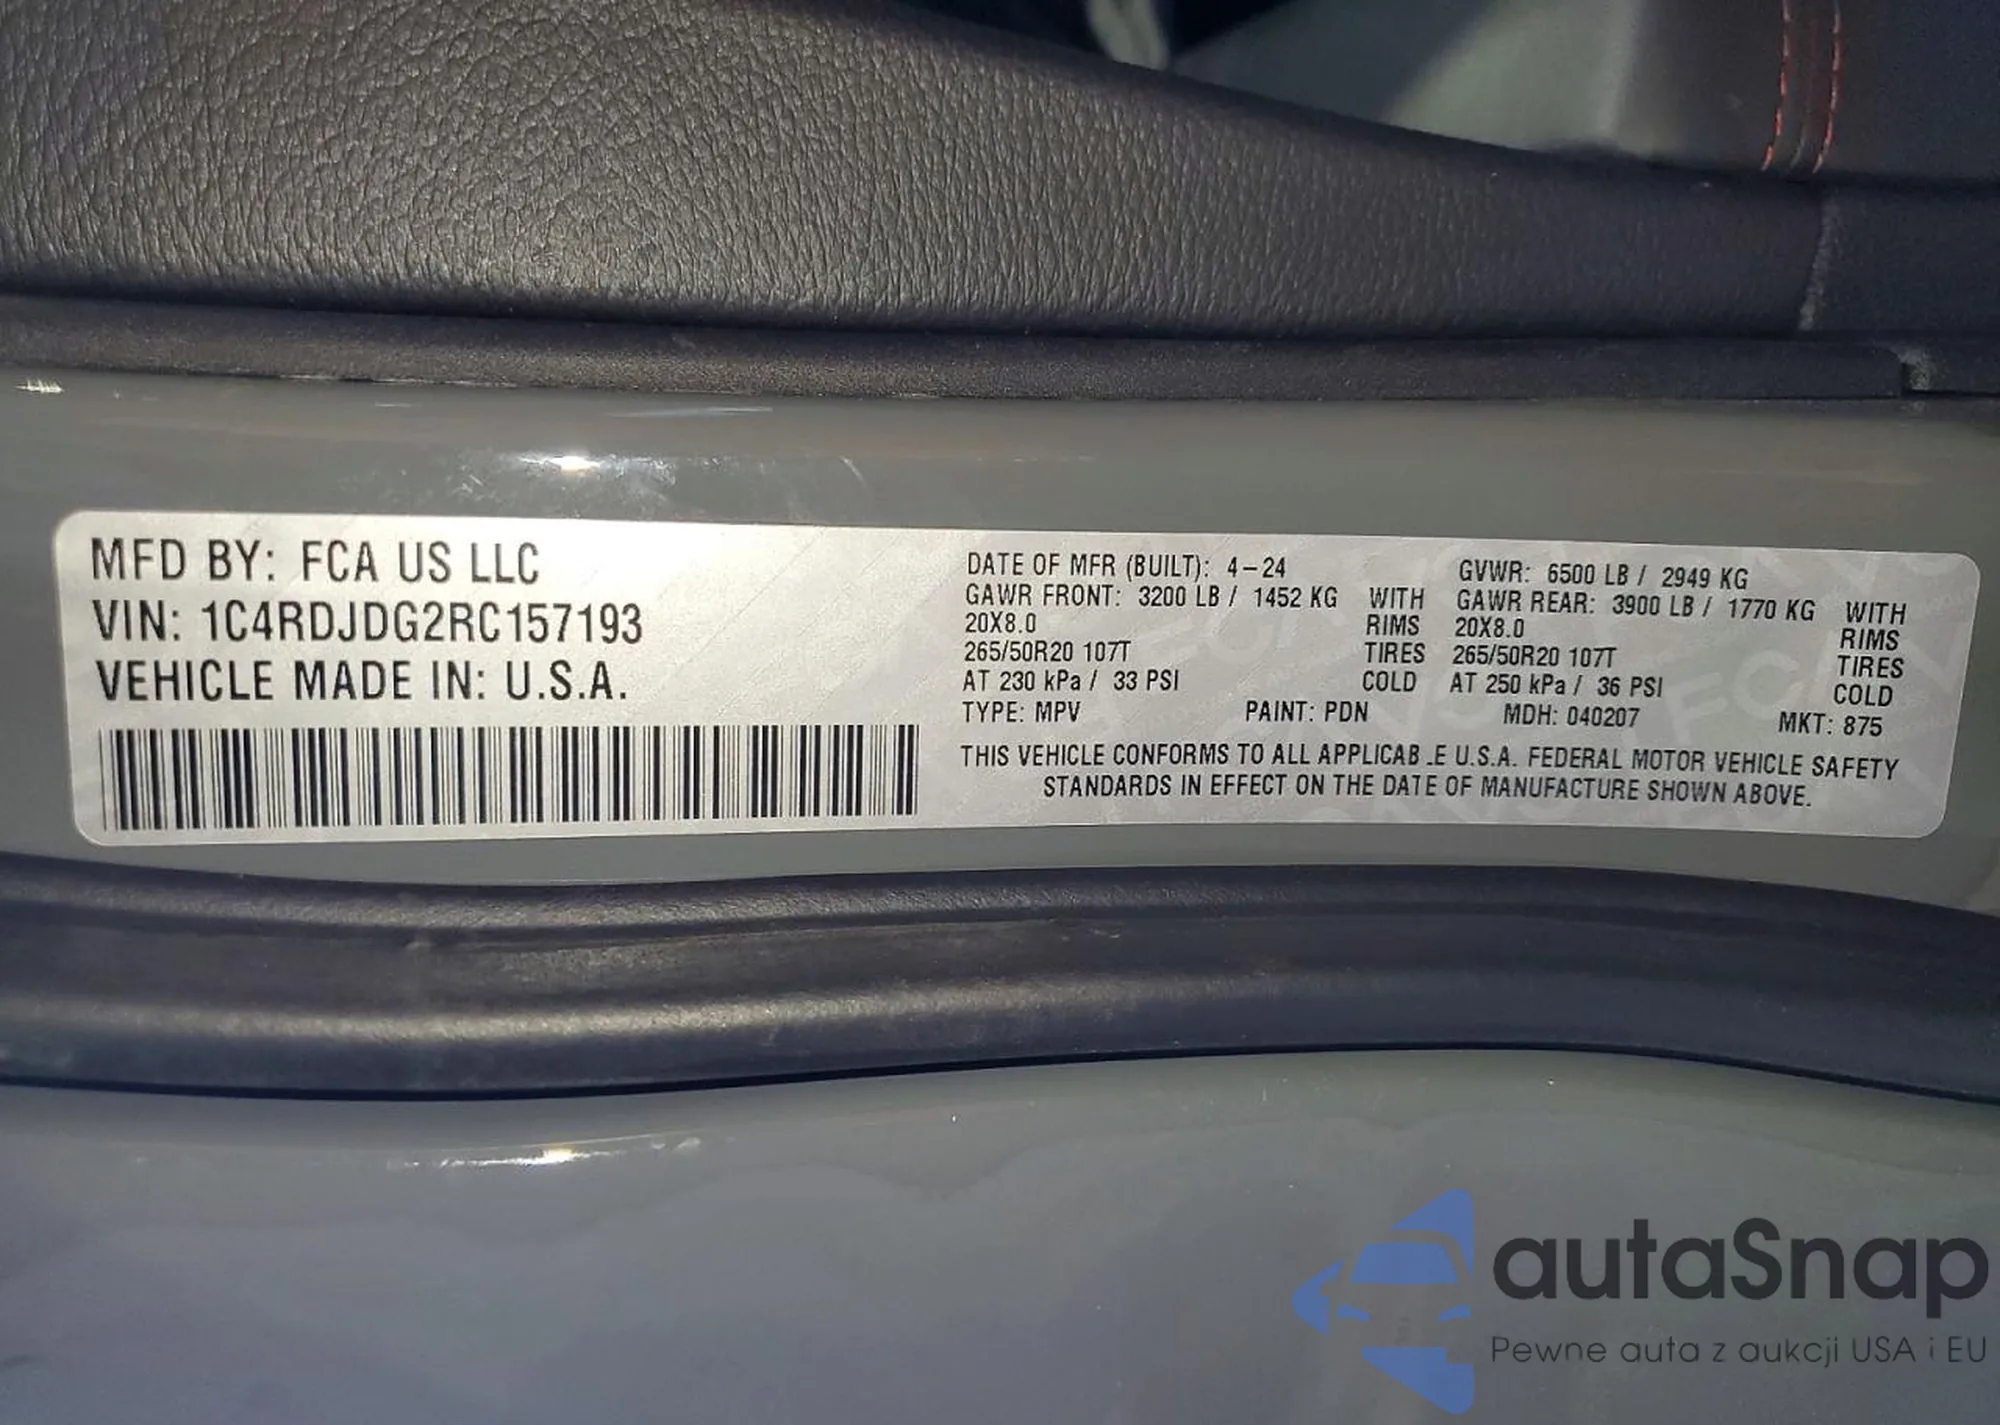 MFD BY: FCA US LLC
VIN: 1C4RDJDG2RC157193
VEHICLE MADE IN: U.S.A.
DATE OF MFR (BUILT): 4-24
GAWR FRONT: 3200 LB / 1452 KG WITH
20X8.0 RIMS
265/50R20 107T TIRES
AT 230 kPa / 33 PSI COLD
GVWR: 6500 LB / 2949 KG
GAWR REAR: 3900 LB / 1770 KG WITH
20X8.0 RIMS
265/50R20 107T TIRES
AT 250 kPa / 36 PSI COLD
TYPE: MPV PAINT: PDN MDH: 040207 MKT: 875
THIS VEHICLE CONFORMS TO ALL APPLICAB.E U.S.A. FEDERAL MOTOR VEHICLE SAFETY
STANDARDS IN EFFECT ON THE DATE OF MANUFACTURE SHOWN ABOVE.
autaSnap
Pewne auta z aukcji USA i EU